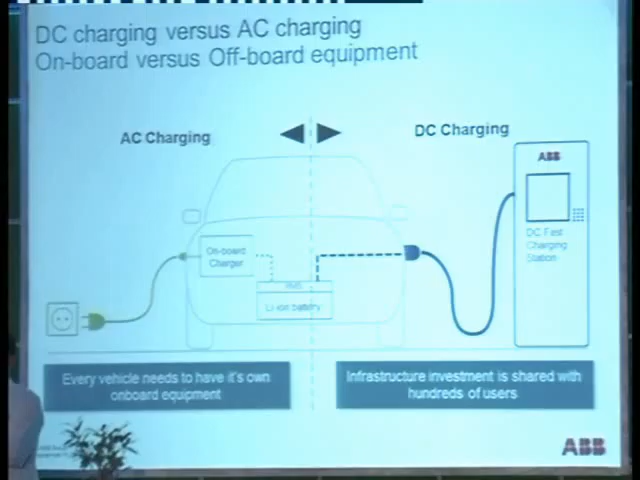 DC charging versus AC charging
On-board versus Off-board equipment
AC Charging
DC Charging
ABB
On-board
Charger
DC Fast
Charging
Station
BMS
Li-ion battery
Every vehicle needs to have it's own
onboard equipment
Infrastructure investment is shared with
hundreds of users
ABB